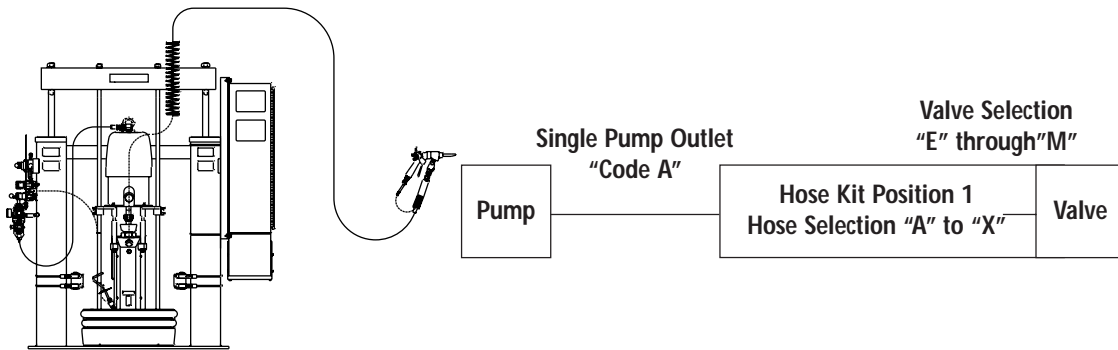 Single Pump Outlet
“Code A”
Valve Selection
“E” through”M”
Pump
Hose Kit Position 1
Hose Selection “A” to “X”
Valve